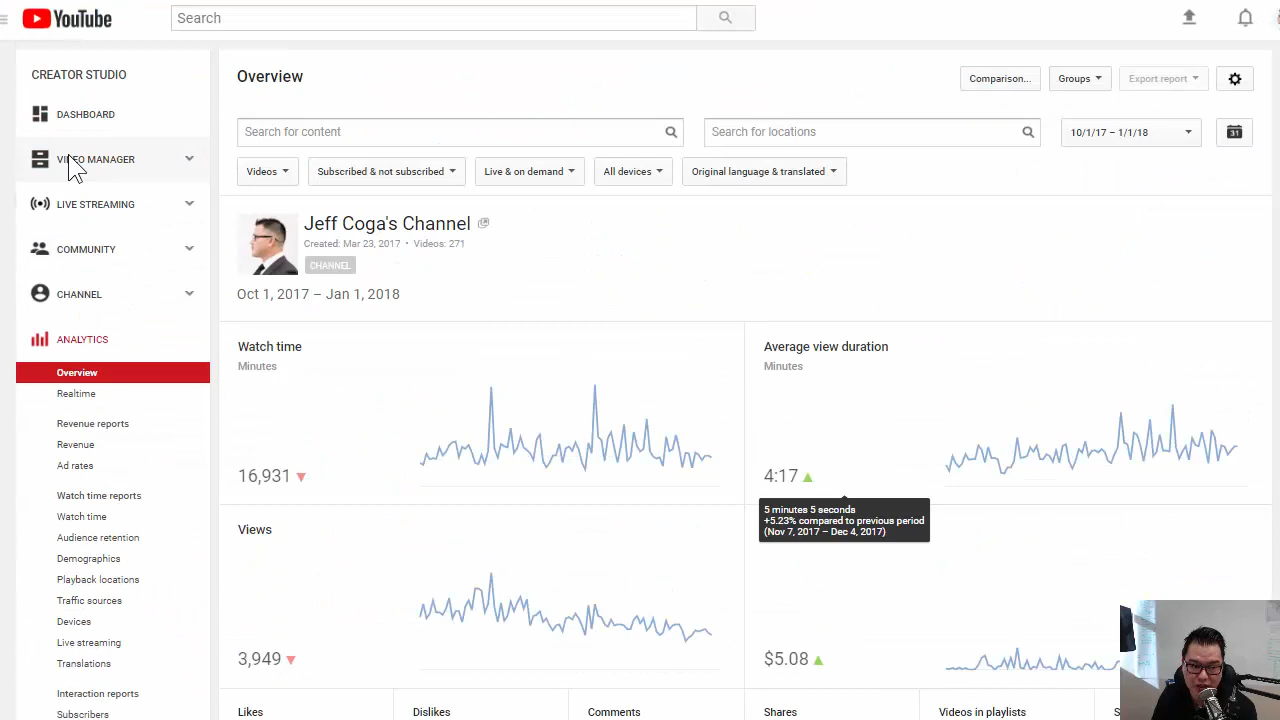 YouTube
Search
CREATOR STUDIO
DASHBOARD
VIDEO MANAGER
LIVE STREAMING
COMMUNITY
CHANNEL
ANALYTICS
Overview
Realtime
Revenue reports
Revenue
Ad rates
Watch time reports
Watch time
Audience retention
Demographics
Playback locations
Traffic sources
Devices
Live streaming
Translations
Interaction reports
Subscribers
Overview
Comparison...
Groups
Export report
Search for content
Search for locations
10/1/17 – 1/1/18
31
Videos
Subscribed & not subscribed
Live & on demand
All devices
Original language & translated
Jeff Coga's Channel
Created: Mar 23, 2017 • Videos: 271
CHANNEL
Oct 1, 2017 – Jan 1, 2018
Watch time
Minutes
16,931
Average view duration
Minutes
4:17
5 minutes 5 seconds
+5.23% compared to previous period
(Nov 7, 2017 – Dec 4, 2017)
Views
3,949
$5.08
Likes
Dislikes
Comments
Shares
Videos in playlists